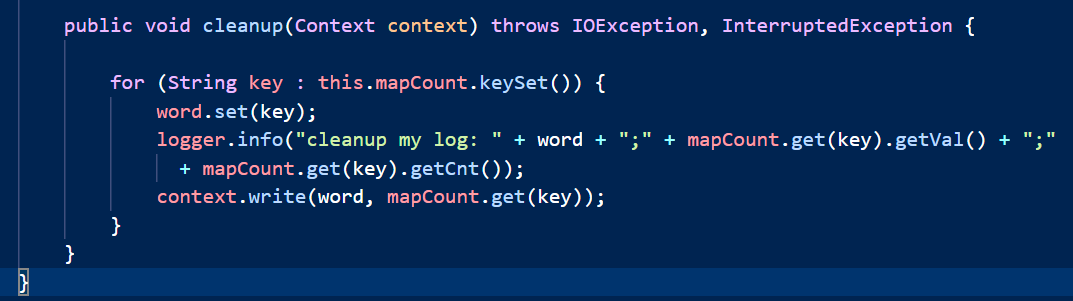 public void cleanup(Context context) throws IOException, InterruptedException {
for (String key : this.mapCount.keySet()) {
word.set(key);
logger.info("cleanup my log: " + word + ";" + mapCount.get(key).getVal() + ";"
+ mapCount.get(key).getCnt());
context.write(word, mapCount.get(key));
}
}
}